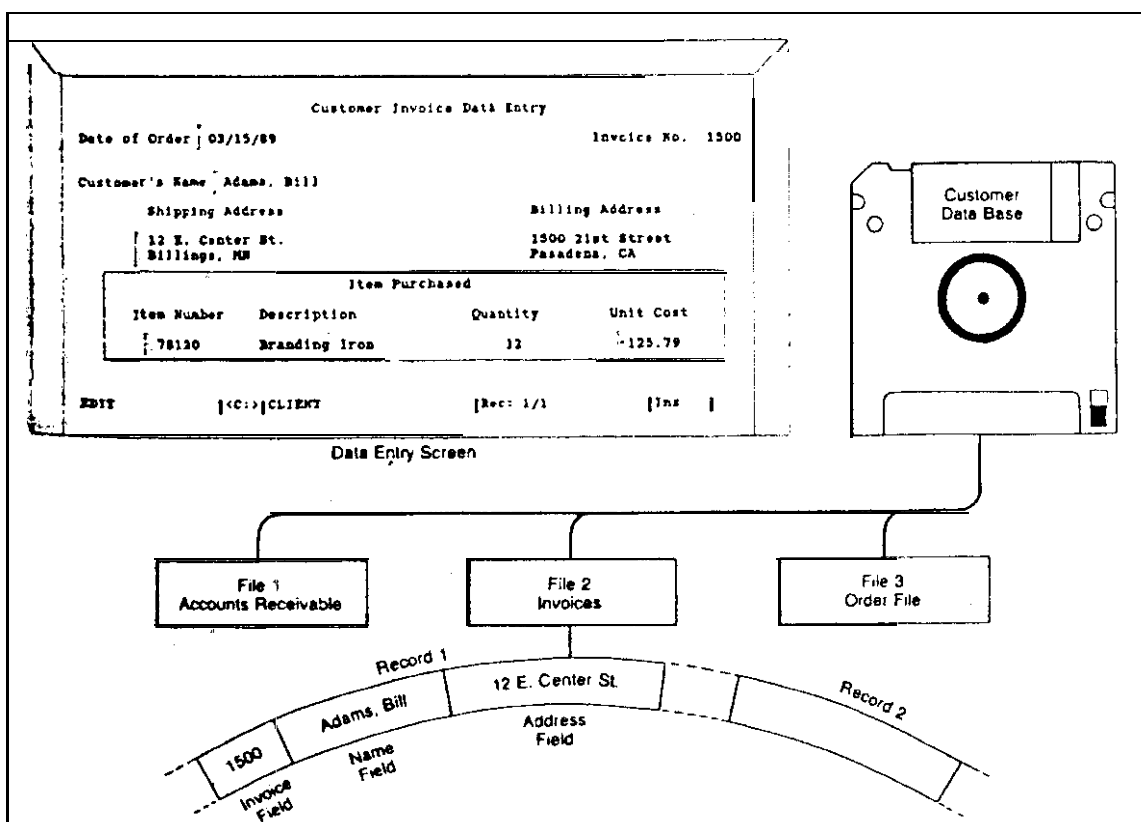 Customer Invoice Data Entry
Date of Order 03/15/89 Invoice No. 1500
Customer's Name Adams, Bill
Shipping Address Billing Address
12 E. Center St. 1500 21st Street
Billings, MN Pasadena, CA
Item Purchased
Item Number Description Quantity Unit Cost
78120 Branding Iron 12 125.79
EDIT |<C:>|CLIENT |Rec: 1/1 |Ins |
Data Entry Screen
Customer
Data Base
File 1
Accounts Receivable
File 2
Invoices
File 3
Order File
Record 1
Record 2
1500
Adams, Bill
12 E. Center St.
Invoice
Field
Name
Field
Address
Field